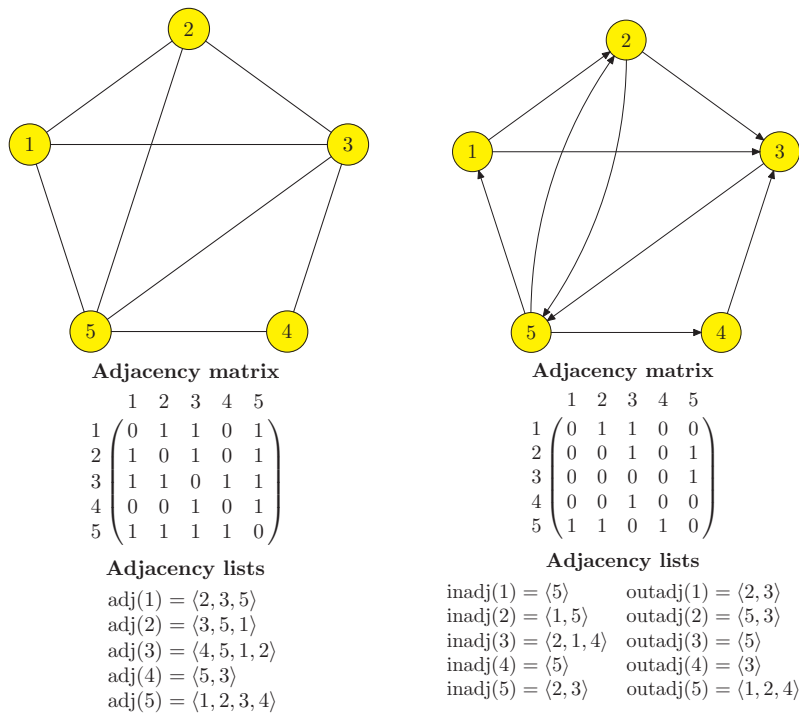 2
1
3
5
4
Adjacency matrix
1 2 3 4 5
1 0 1 1 0 1
2 1 0 1 0 1
3 1 1 0 1 1
4 0 0 1 0 1
5 1 1 1 1 0
Adjacency lists
adj(1) = ⟨2, 3, 5⟩
adj(2) = ⟨3, 5, 1⟩
adj(3) = ⟨4, 5, 1, 2⟩
adj(4) = ⟨5, 3⟩
adj(5) = ⟨1, 2, 3, 4⟩
2
1
3
5
4
Adjacency matrix
1 2 3 4 5
1 0 1 1 0 0
2 0 0 1 0 1
3 0 0 0 0 1
4 0 0 1 0 0
5 1 1 0 1 0
Adjacency lists
inadj(1) = ⟨5⟩ outadj(1) = ⟨2, 3⟩
inadj(2) = ⟨1, 5⟩ outadj(2) = ⟨5, 3⟩
inadj(3) = ⟨2, 1, 4⟩ outadj(3) = ⟨5⟩
inadj(4) = ⟨5⟩ outadj(4) = ⟨3⟩
inadj(5) = ⟨2, 3⟩ outadj(5) = ⟨1, 2, 4⟩